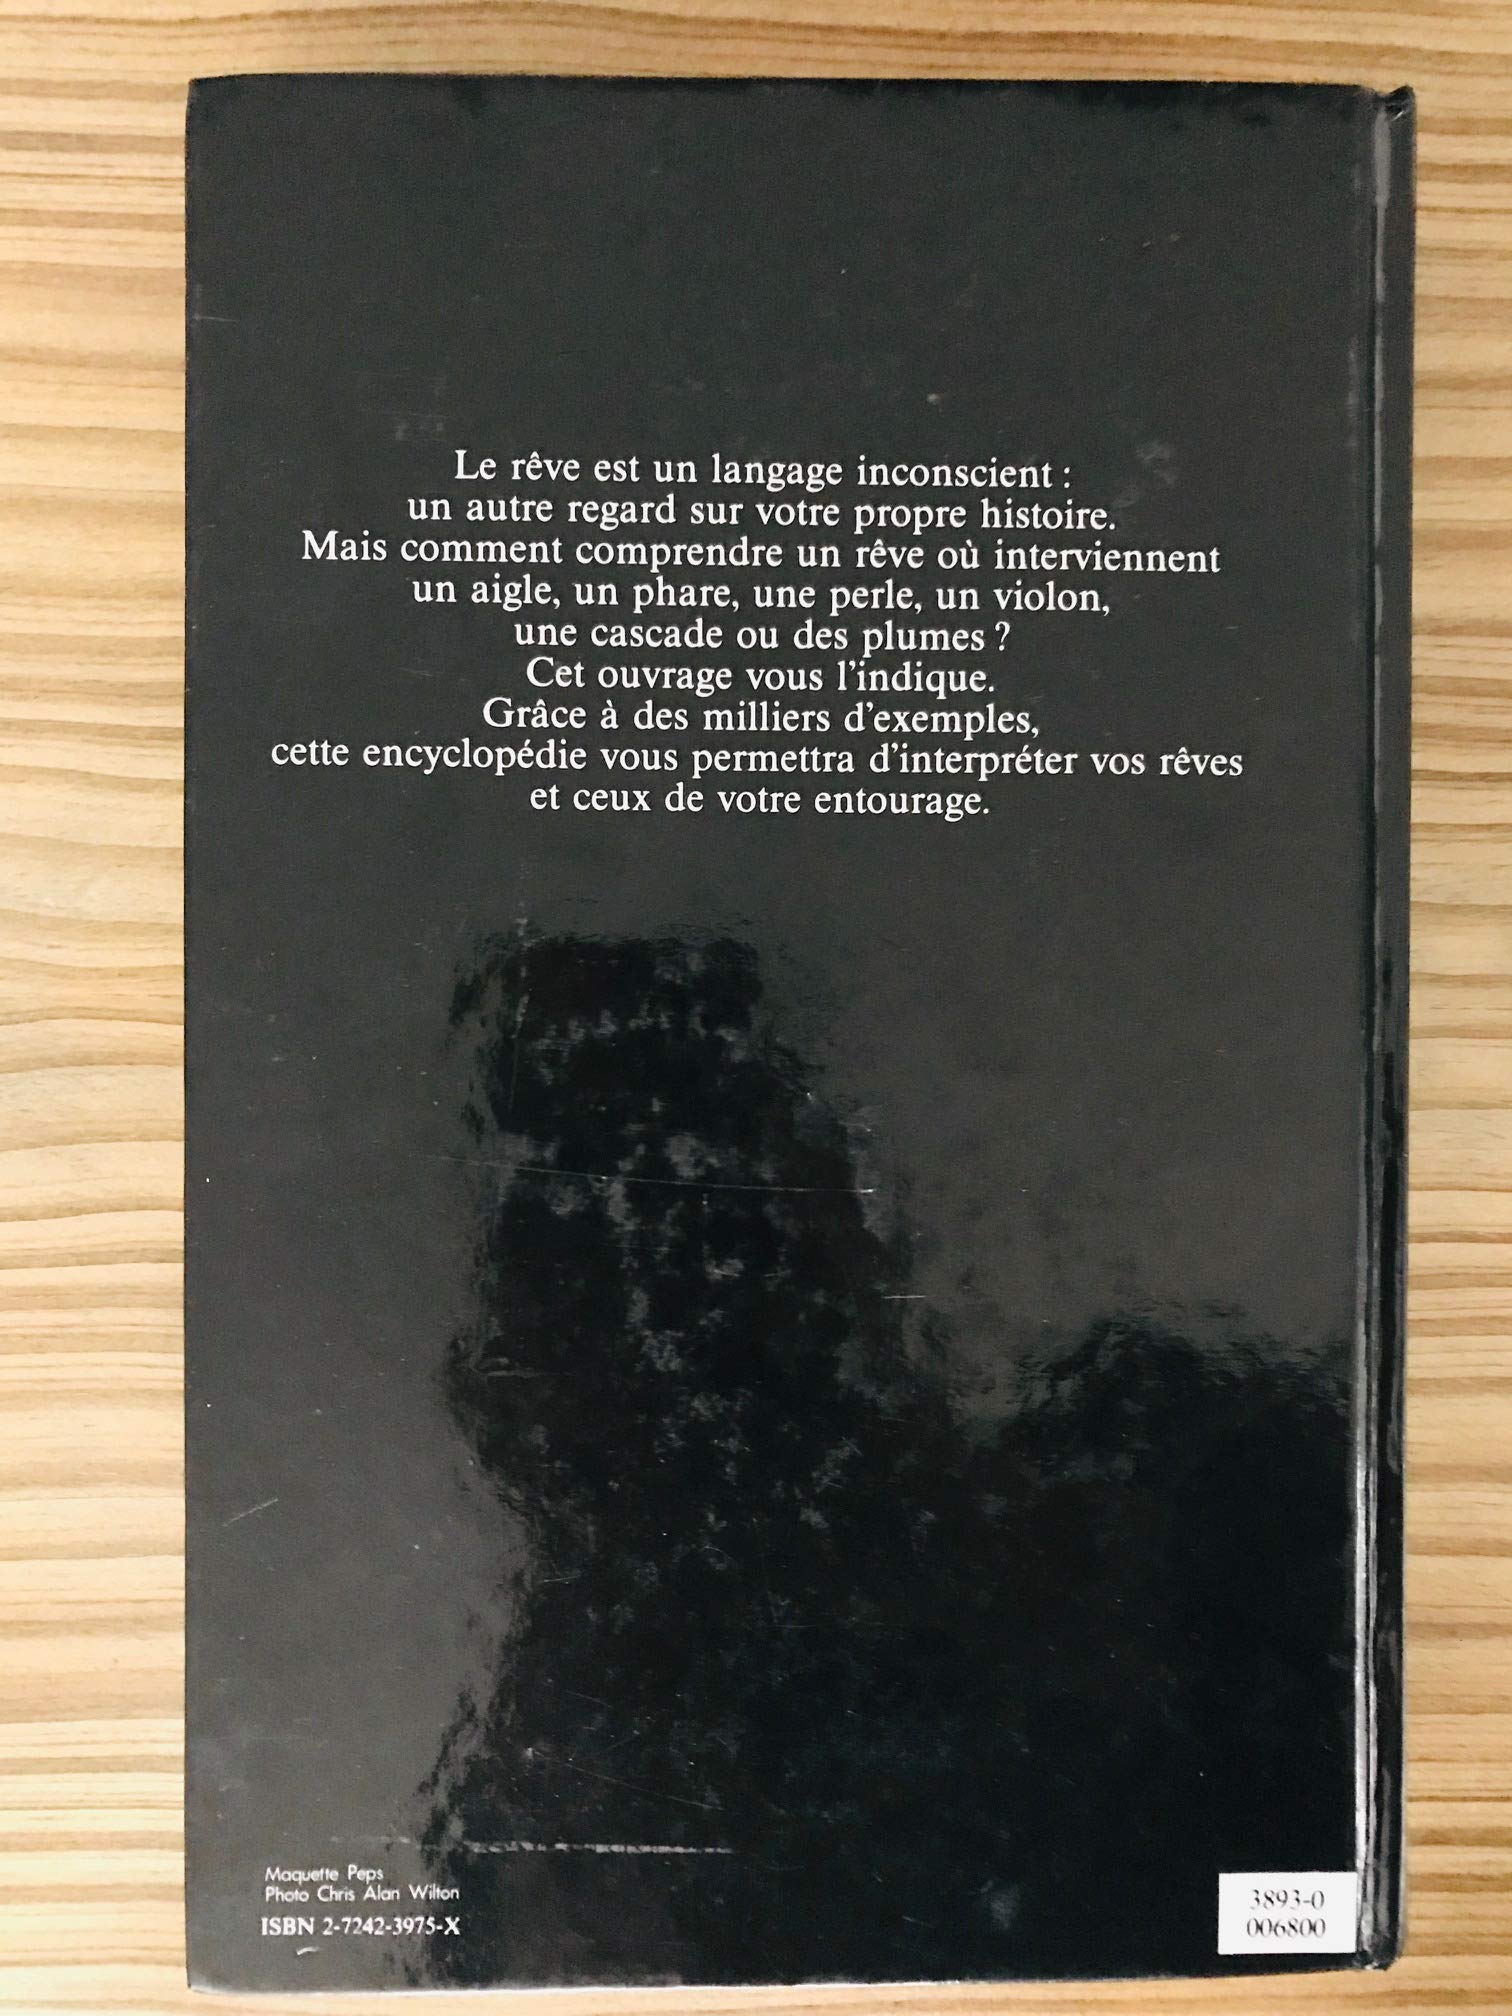 Le rêve est un langage inconscient :
un autre regard sur votre propre histoire.
Mais comment comprendre un rêve où interviennent
un aigle, un phare, une perle, un violon,
une cascade ou des plumes ?
Cet ouvrage vous l'indique.
Grâce à des milliers d'exemples,
cette encyclopédie vous permettra d'interpréter vos rêves
et ceux de votre entourage.
Maquette Peps
Photo Chris Alan Wilton
ISBN 2-7242-3975-X
3893-0
006800